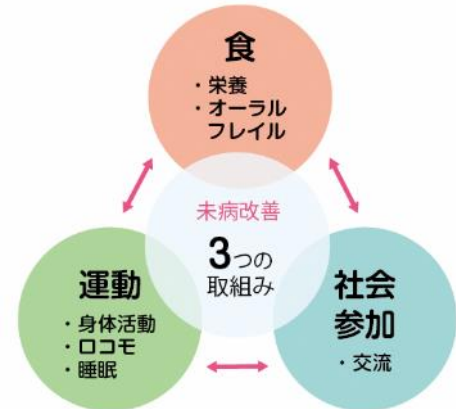 食
・栄養
・オーラル
フレイル
未病改善
3つの
取組み
運動
・身体活動
・ロコモ
・睡眠
社会
参加
・交流